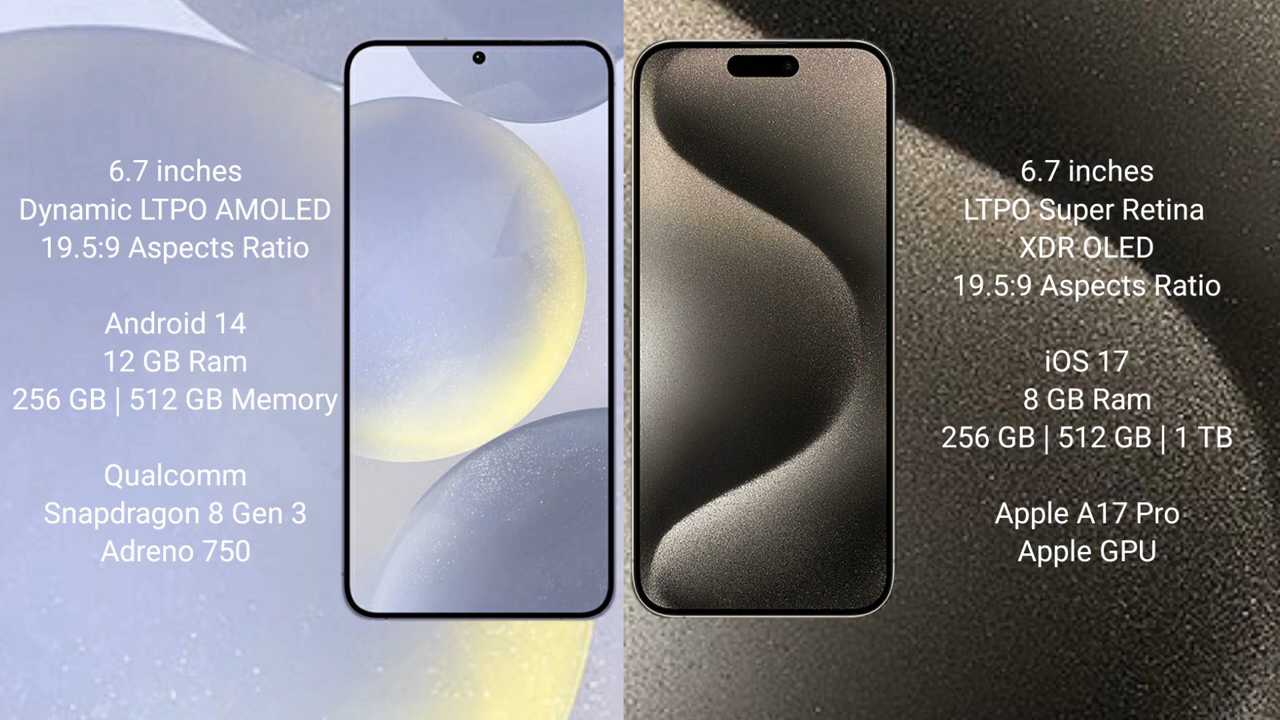 6.7 inches
Dynamic LTPO AMOLED
19.5:9 Aspects Ratio
Android 14
12 GB Ram
256 GB | 512 GB Memory
Qualcomm
Snapdragon 8 Gen 3
Adreno 750
6.7 inches
LTPO Super Retina
XDR OLED
19.5:9 Aspects Ratio
iOS 17
8 GB Ram
256 GB | 512 GB | 1 TB
Apple A17 Pro
Apple GPU